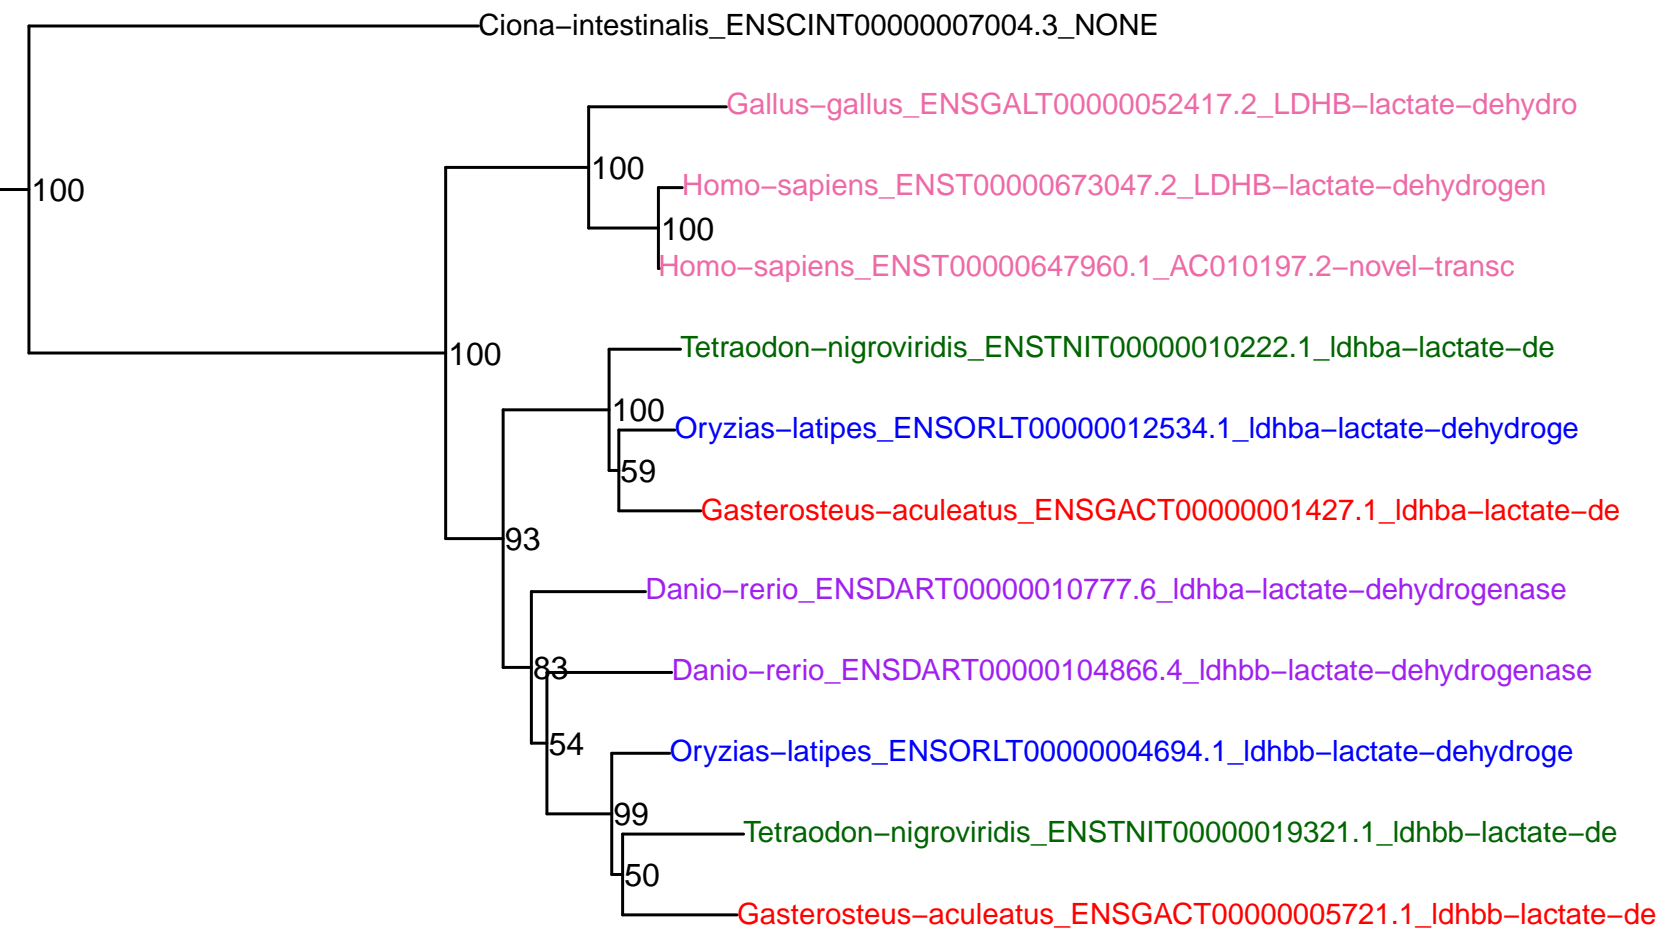 Ciona−intestinalis_ENSCINT00000007004.3_NONE
Gallus−gallus_ENSGALT00000052417.2_LDHB−lactate−dehydro
100
Homo−sapiens_ENST00000673047.2_LDHB−lactate−dehydrogen
100
100
Homo−sapiens_ENST00000647960.1_AC010197.2−novel−transc
Tetraodon−nigroviridis_ENSTNIT00000010222.1_ldhba−lactate−de
100
100
Oryzias−latipes_ENSORLT00000012534.1_ldhba−lactate−dehydroge
59
Gasterosteus−aculeatus_ENSGACT00000001427.1_ldhba−lactate−de
93
Danio−rerio_ENSDART00000010777.6_ldhba−lactate−dehydrogenase
83
Danio−rerio_ENSDART00000104866.4_ldhbb−lactate−dehydrogenase
54
Oryzias−latipes_ENSORLT00000004694.1_ldhbb−lactate−dehydroge
99
Tetraodon−nigroviridis_ENSTNIT00000019321.1_ldhbb−lactate−de
50
Gasterosteus−aculeatus_ENSGACT00000005721.1_ldhbb−lactate−de